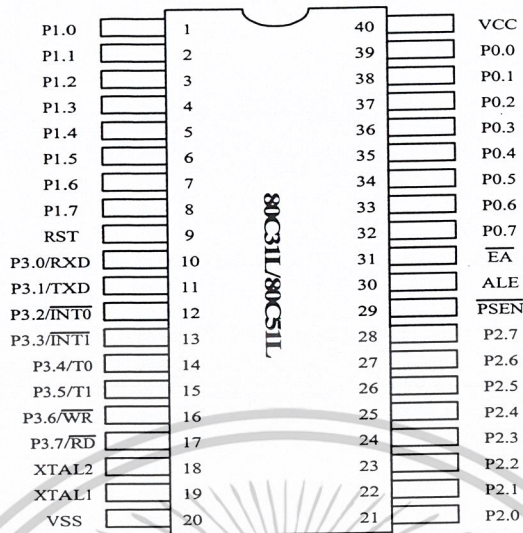 P1.0 1 40 VCC
P1.1 2 39 P0.0
P1.2 3 38 P0.1
P1.3 4 37 P0.2
P1.4 5 36 P0.3
P1.5 6 35 P0.4
P1.6 7 34 P0.5
P1.7 8 33 P0.6
RST 9 32 P0.7
P3.0/RXD 10 31 E̅A̅
P3.1/TXD 11 30 ALE
P3.2/I̅N̅T̅0̅ 12 29 P̅S̅E̅N̅
P3.3/I̅N̅T̅1̅ 13 28 P2.7
P3.4/T0 14 27 P2.6
P3.5/T1 15 26 P2.5
P3.6/W̅R̅ 16 25 P2.4
P3.7/R̅D̅ 17 24 P2.3
XTAL2 18 23 P2.2
XTAL1 19 22 P2.1
VSS 20 21 P2.0
80C31L/80C51L